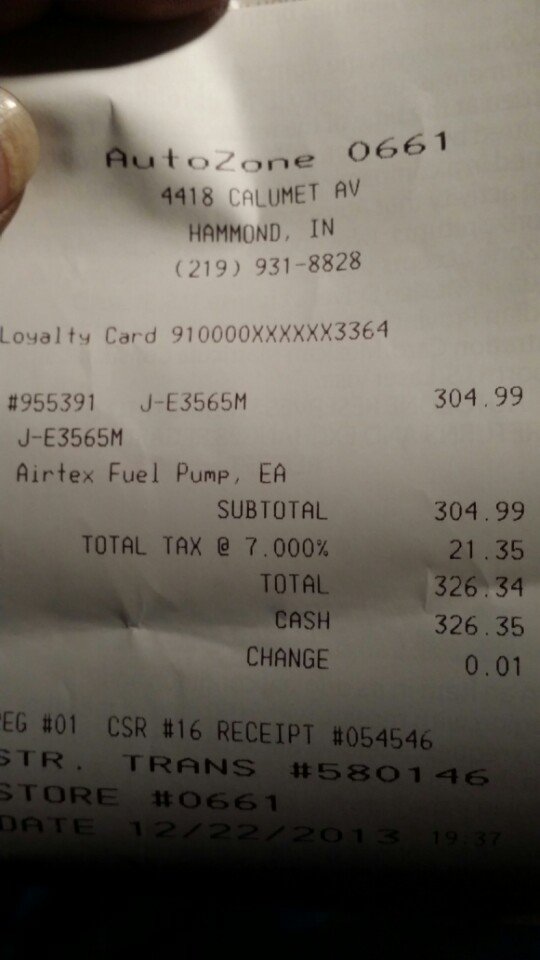 AutoZone 0661
4418 CALUMET AV
HAMMOND, IN
(219) 931-8828
Loyalty Card 910000XXXXXX3364
#955391 J-E3565M 304.99
J-E3565M
Airtex Fuel Pump, EA
SUBTOTAL 304.99
TOTAL TAX @ 7.000% 21.35
TOTAL 326.34
CASH 326.35
CHANGE 0.01
REG #01 CSR #16 RECEIPT #054546
STR. TRANS #580146
STORE #0661
DATE 12/22/2013 19:37